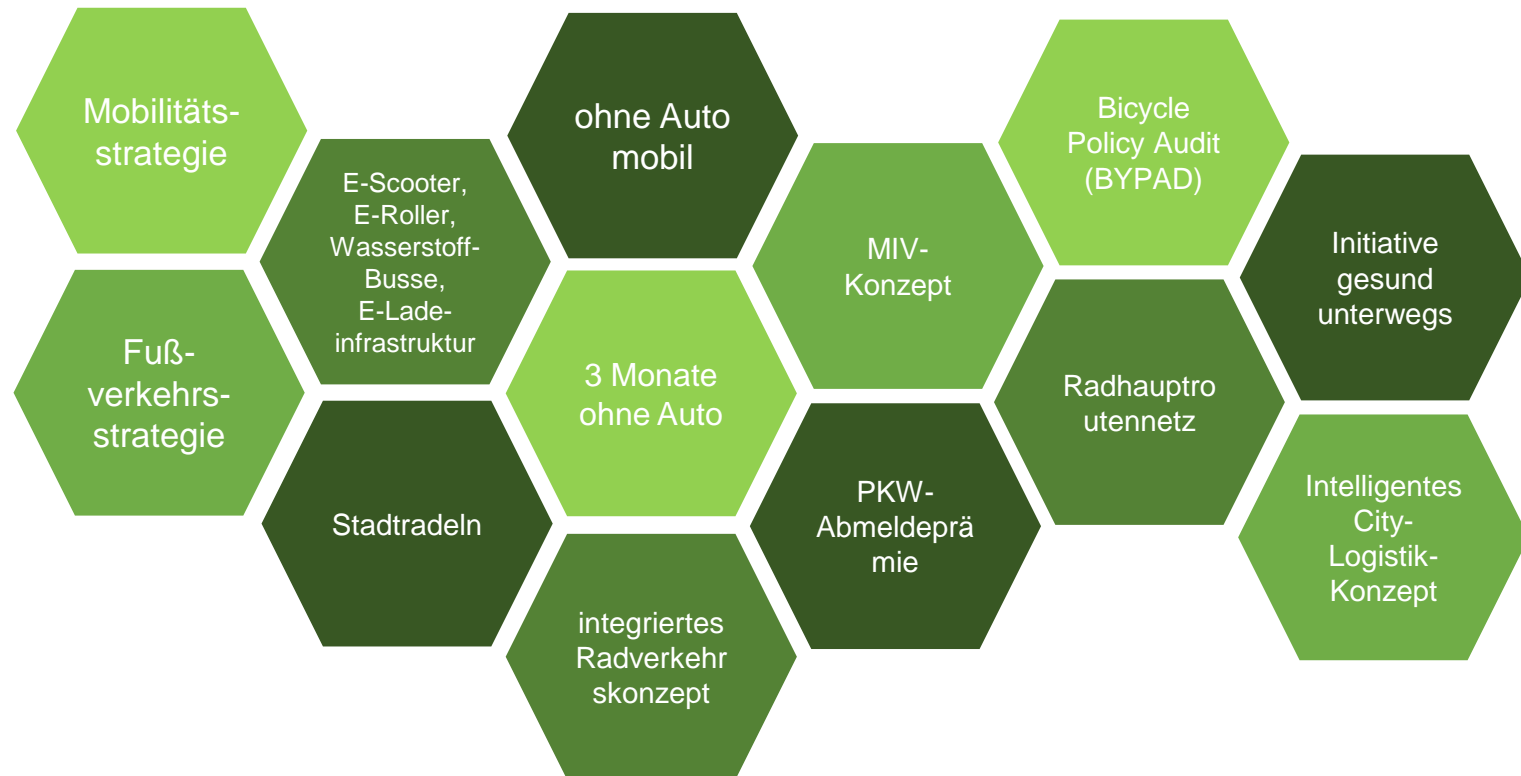 Mobilitäts-
strategie
Fuß-
verkehrs-
strategie
E-Scooter,
E-Roller,
Wasserstoff-
Busse,
E-Lade-
infrastruktur
Stadtradeln
ohne Auto
mobil
3 Monate
ohne Auto
integriertes
Radverkehr
skonzept
MIV-
Konzept
PKW-
Abmeldeprä
mie
Bicycle
Policy Audit
(BYPAD)
Radhauptro
utennetz
Initiative
gesund
unterwegs
Intelligentes
City-
Logistik-
Konzept